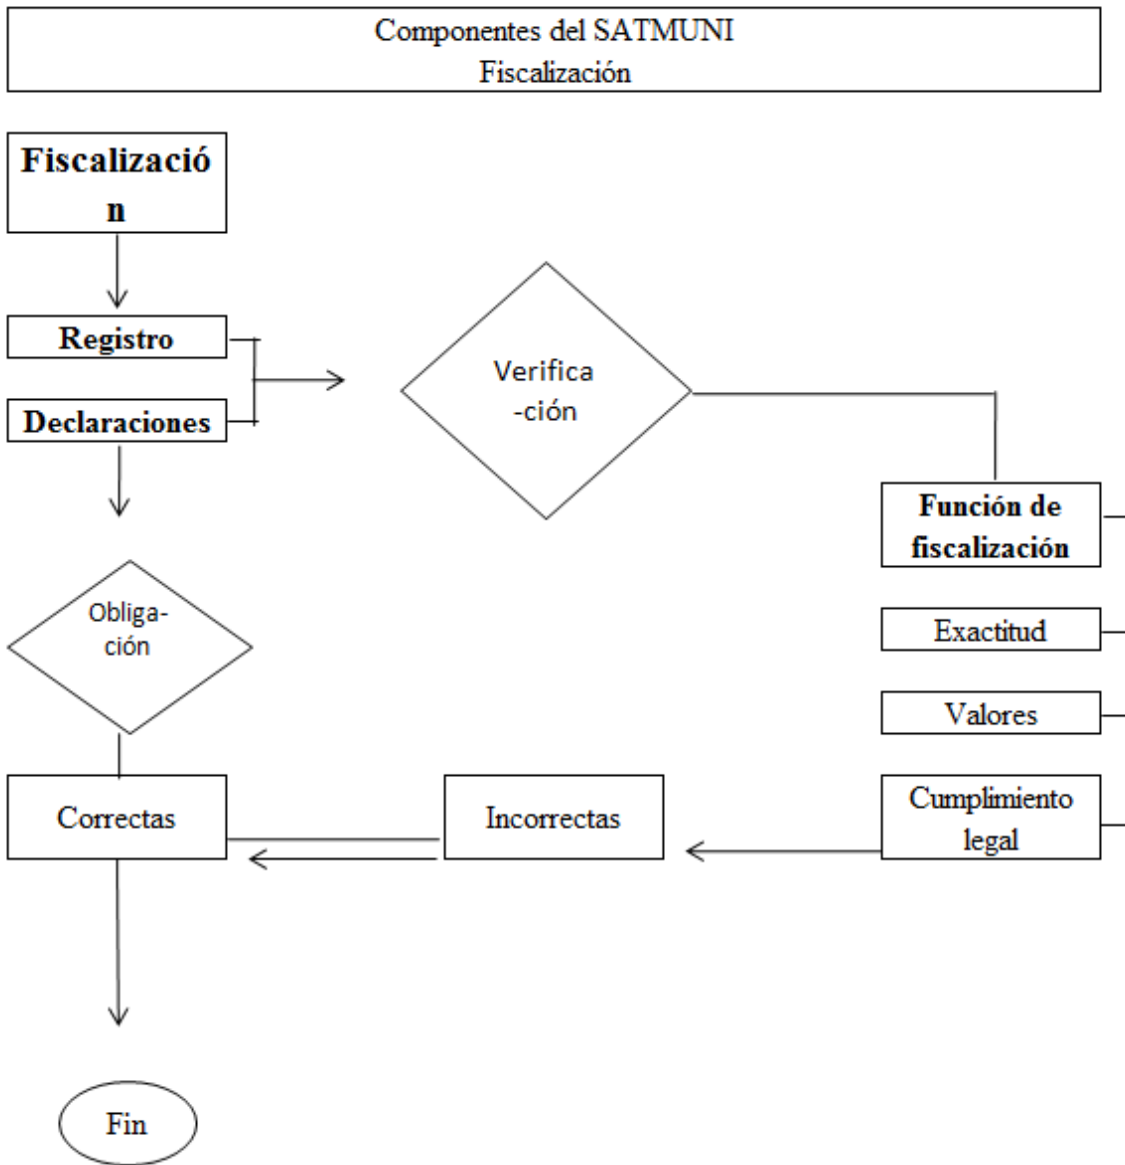 Componentes del SATMUNI
Fiscalización
Fiscalizació
n
Registro
Declaraciones
Verifica
-ción
Función de
fiscalización
Exactitud
Valores
Cumplimiento
legal
Obliga-
ción
Correctas
Incorrectas
Fin